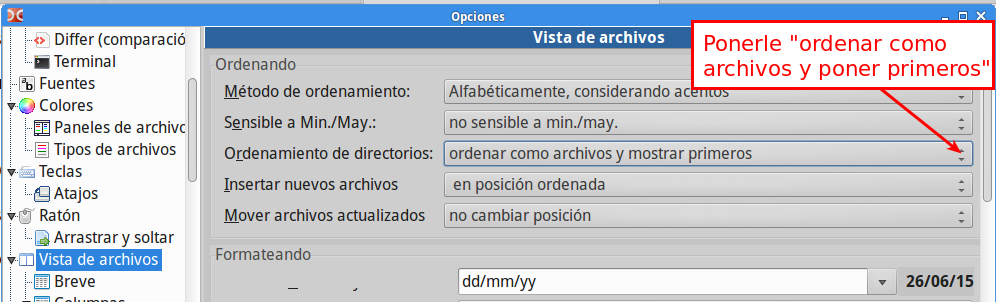 Opciones
Differ (comparació
Terminal
Fuentes
Colores
Paneles de archivo
Tipos de archivos
Teclas
Atajos
Ratón
Arrastrar y soltar
Vista de archivos
Breve
Columnas
Vista de archivos
Ponerle "ordenar como
archivos y poner primeros"
Ordenando
Método de ordenamiento: Alfabéticamente, considerando acentos
Sensible a Min./May.: no sensible a min./may.
Ordenamiento de directorios: ordenar como archivos y mostrar primeros
Insertar nuevos archivos en posición ordenada
Mover archivos actualizados no cambiar posición
Formateando
dd/mm/yy 26/06/15